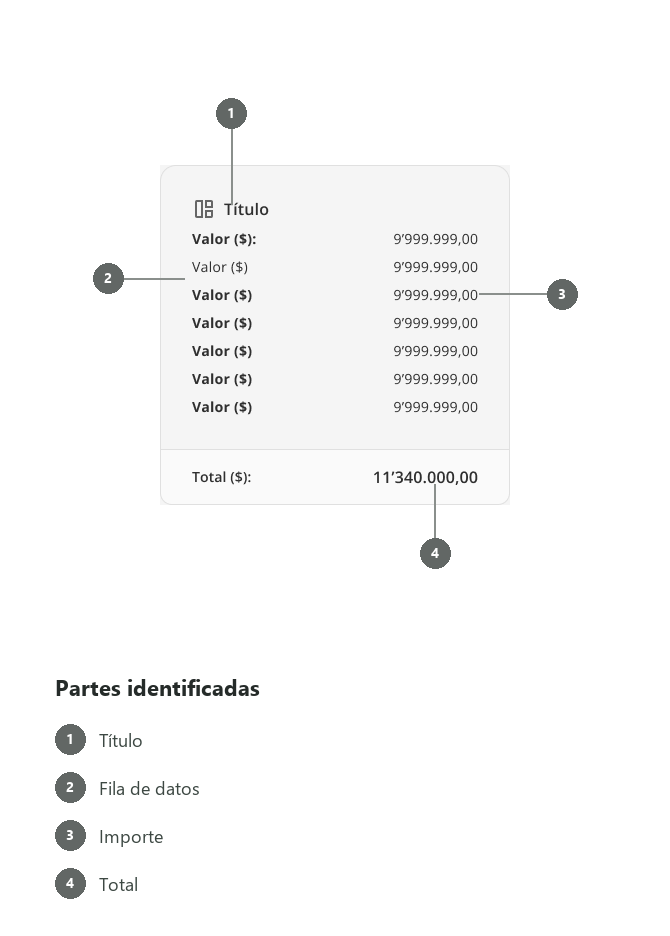 1
Título
Valor ($): 9’999.999,00
Valor ($) 9’999.999,00
2
Valor ($) 9’999.999,00
3
Valor ($) 9’999.999,00
Valor ($) 9’999.999,00
Valor ($) 9’999.999,00
Valor ($) 9’999.999,00
Total ($): 11’340.000,00
4
Partes identificadas
1 Título
2 Fila de datos
3 Importe
4 Total